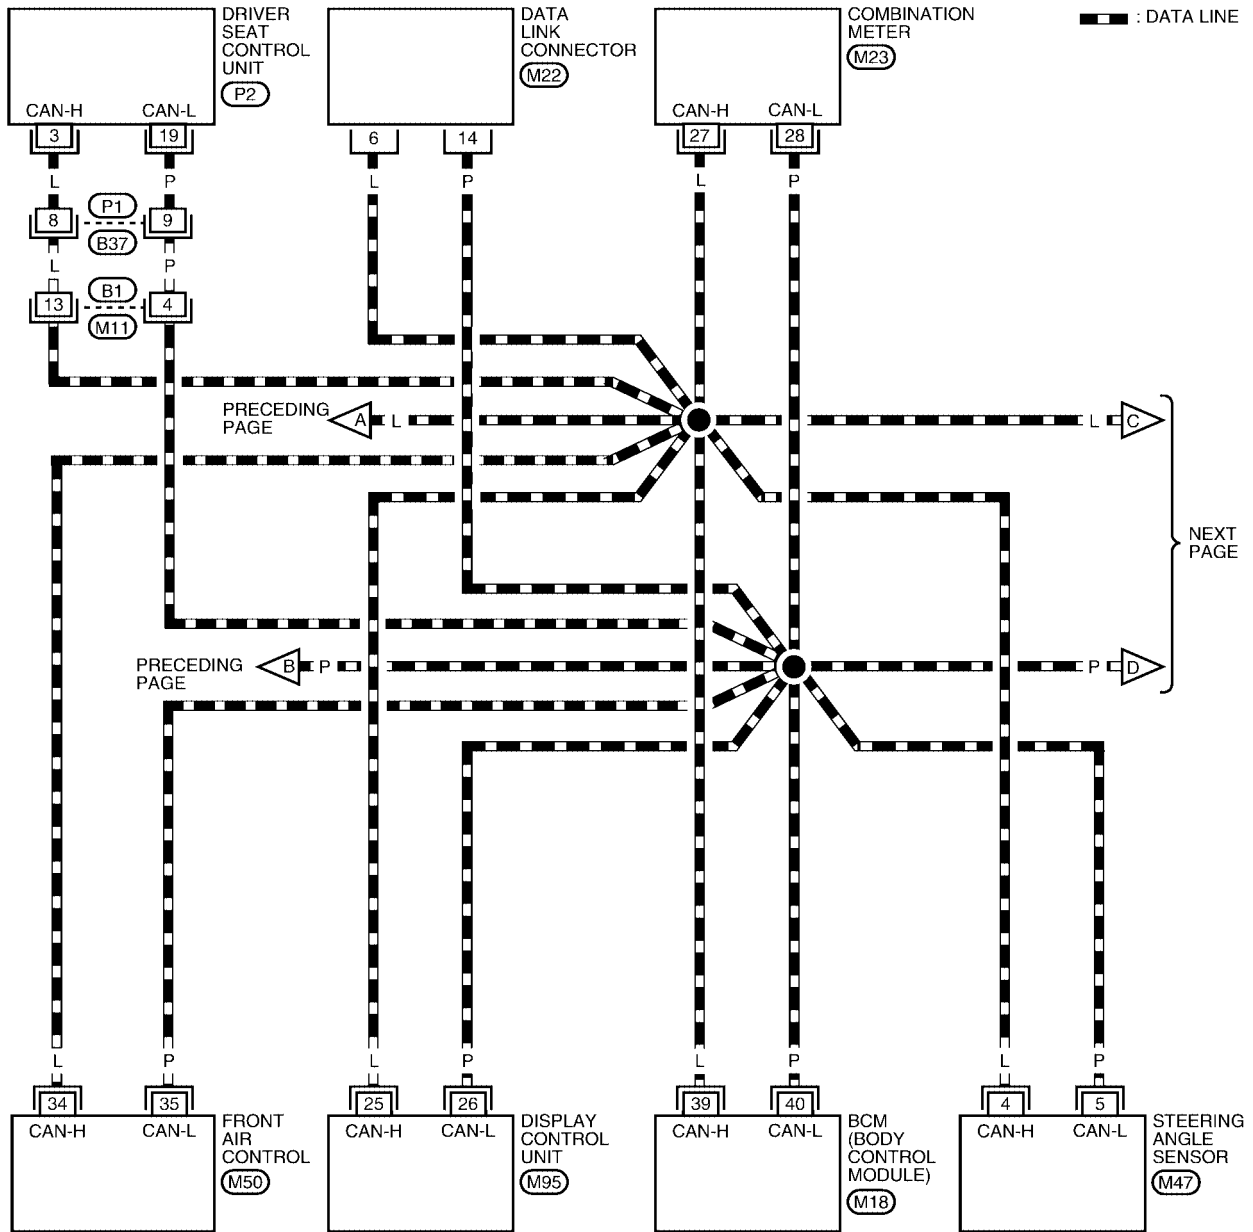 DRIVER
SEAT
CONTROL
UNIT
P2
DATA
LINK
CONNECTOR
M22
COMBINATION
METER
M23
: DATA LINE
CAN-H
CAN-L
CAN-H
CAN-L
3
19
6
14
27
28
L
P
L
P
L
P
8
P1
9
B37
L
P
13
B1
4
M11
PRECEDING
PAGE
A
L
L
C
NEXT
PAGE
PRECEDING
PAGE
B
P
P
D
L
P
L
P
L
P
L
P
34
35
25
26
39
40
4
5
CAN-H
CAN-L
FRONT
AIR
CONTROL
M50
CAN-H
CAN-L
DISPLAY
CONTROL
UNIT
M95
CAN-H
CAN-L
BCM
(BODY
CONTROL
MODULE)
M18
CAN-H
CAN-L
STEERING
ANGLE
SENSOR
M47